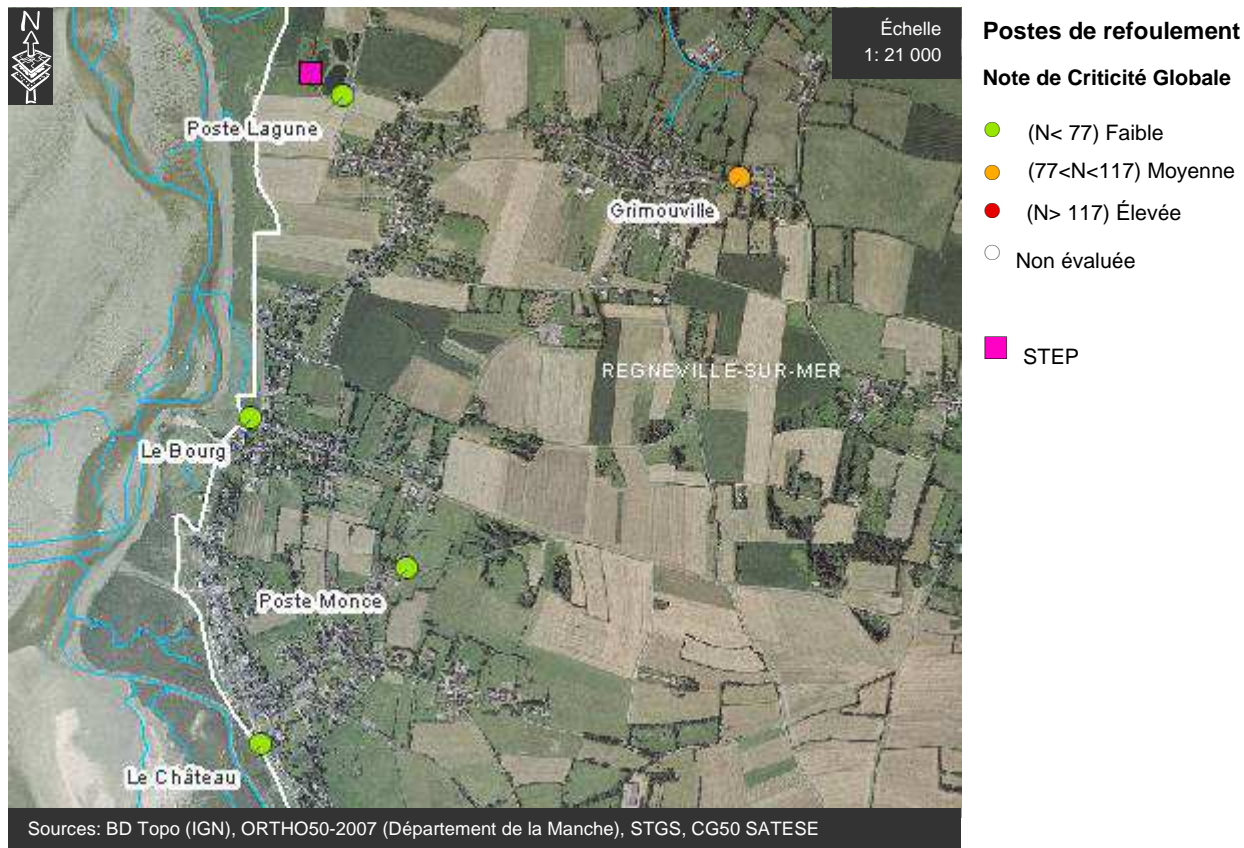 N
Échelle
1: 21 000
Poste Lagune
Grimouville
REGNEVILLE-SUR-MER
Le Bourg
Poste Monce
Le Château
Sources: BD Topo (IGN), ORTHO50-2007 (Département de la Manche), STGS, CG50 SATESE
Postes de refoulement
Note de Criticité Globale
(N< 77) Faible
(77<N<117) Moyenne
(N> 117) Élevée
Non évaluée
STEP